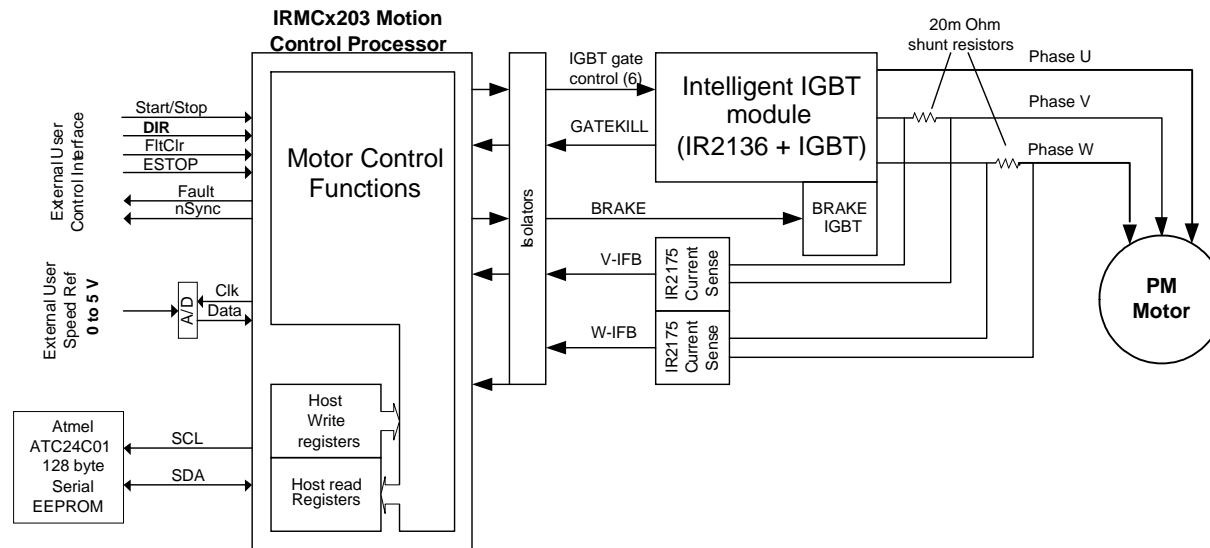 IRMCx203 Motion
Control Processor
External User
Control Interface
Start/Stop
DIR
FltClr
ESTOP
Fault
nSync
External User
Speed Ref
0 to 5 V
A/D
Clk
Data
Atmel
ATC24C01
128 byte
Serial
EEPROM
SCL
SDA
Motor Control
Functions
Host
Write
registers
Host read
Registers
Isolators
IGBT gate
control (6)
GATEKILL
BRAKE
V-IFB
W-IFB
Intelligent IGBT
module
(IR2136 + IGBT)
BRAKE
IGBT
IR2175
Current
Sense
IR2175
Current
Sense
20m Ohm
shunt resistors
Phase U
Phase V
Phase W
PM
Motor